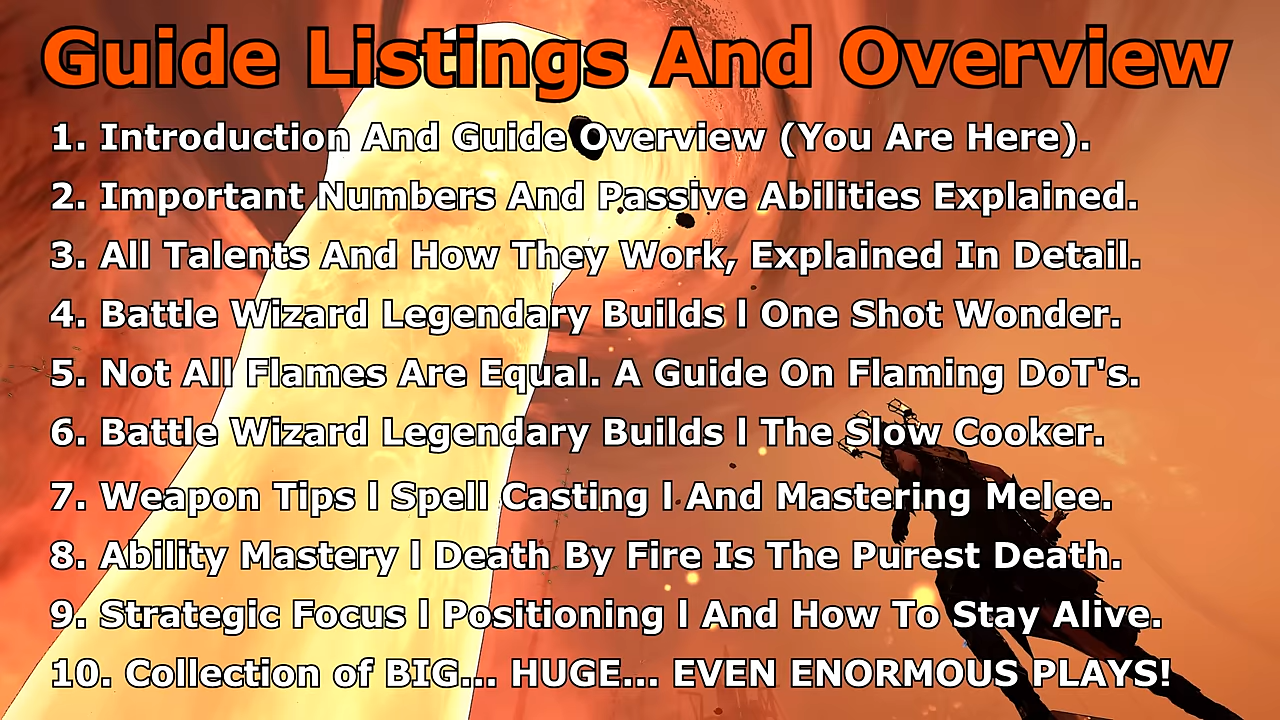 Guide Listings And Overview
1. Introduction And Guide Overview (You Are Here).
2. Important Numbers And Passive Abilities Explained.
3. All Talents And How They Work, Explained In Detail.
4. Battle Wizard Legendary Builds l One Shot Wonder.
5. Not All Flames Are Equal. A Guide On Flaming DoT's.
6. Battle Wizard Legendary Builds l The Slow Cooker.
7. Weapon Tips l Spell Casting l And Mastering Melee.
8. Ability Mastery l Death By Fire Is The Purest Death.
9. Strategic Focus l Positioning l And How To Stay Alive.
10. Collection of BIG... HUGE... EVEN ENORMOUS PLAYS!